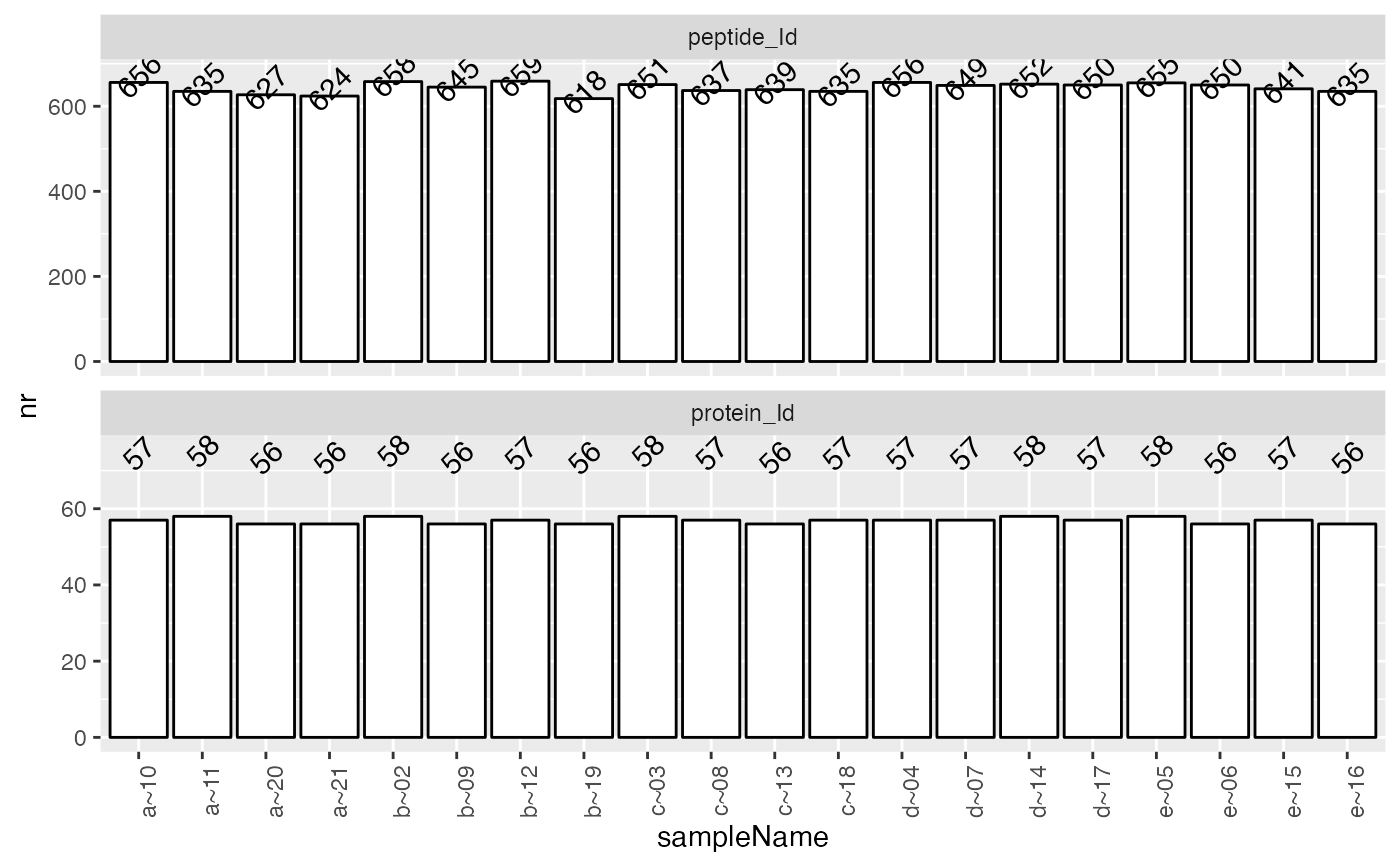 peptide_Id
656 635 627 624 658 645 659 618 651 637 639 635 656 649 652 650 655 650 641 635
600
400
200
0
nr
protein_Id
57 58 56 56 58 56 57 56 58 57 56 57 57 57 58 57 58 56 57 56
60
40
20
0
a~10 a~11 a~20 a~21 b~02 b~09 b~12 b~19 c~03 c~08 c~13 c~18 d~04 d~07 d~14 d~17 e~05 e~06 e~15 e~16
sampleName